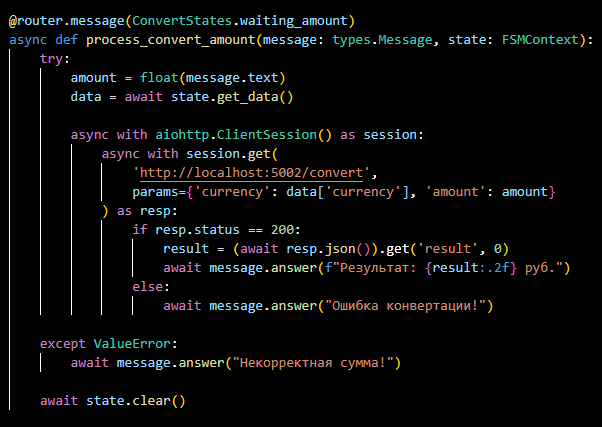 @router.message(ConvertStates.waiting_amount)
async def process_convert_amount(message: types.Message, state: FSMContext):
    try:
        amount = float(message.text)
        data = await state.get_data()

        async with aiohttp.ClientSession() as session:
            async with session.get(
                'http://localhost:5002/convert',
                params={'currency': data['currency'], 'amount': amount}
            ) as resp:
                if resp.status == 200:
                    result = (await resp.json()).get('result', 0)
                    await message.answer(f"Результат: {result:.2f} руб.")
                else:
                    await message.answer("Ошибка конвертации!")

    except ValueError:
        await message.answer("Некорректная сумма!")

    await state.clear()